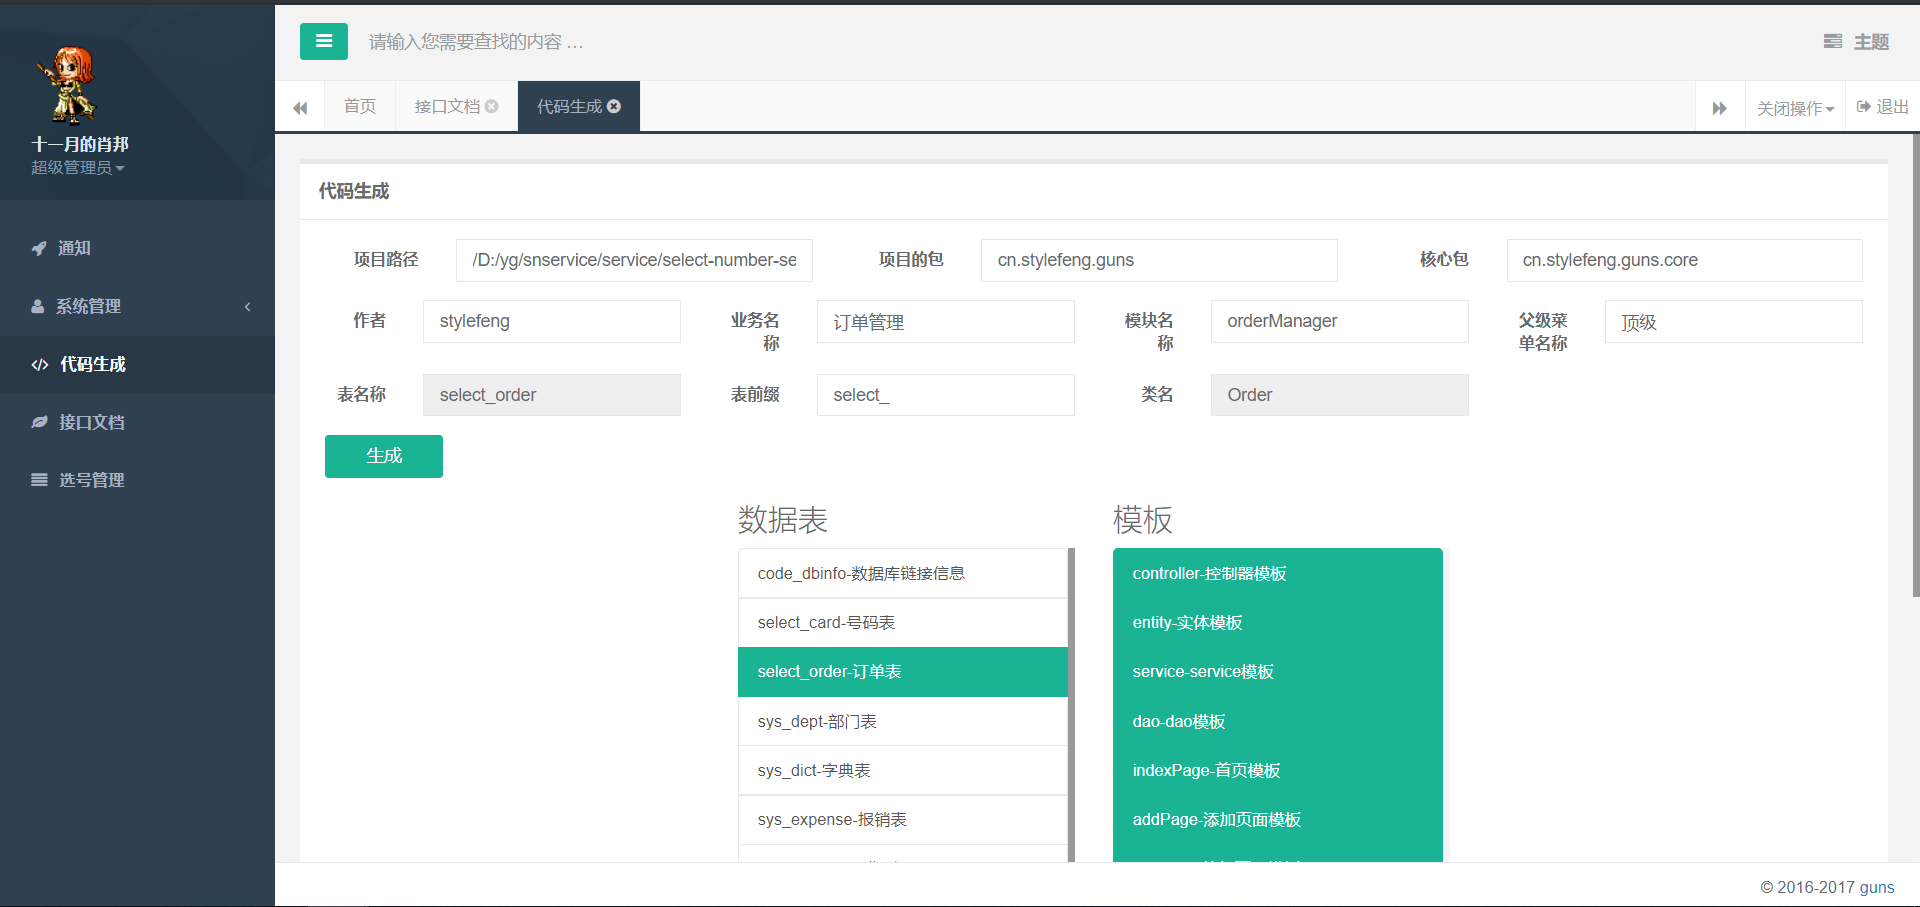 请输入您需要查找的内容 …
主题
十一月的肖邦
超级管理员
首页
接口文档
代码生成
关闭操作
退出
通知
系统管理
代码生成
接口文档
选号管理
代码生成
项目路径
/D:/yg/snservice/service/select-number-se
项目的包
cn.stylefeng.guns
核心包
cn.stylefeng.guns.core
作者
stylefeng
业务名
称
订单管理
模块名
称
orderManager
父级菜
单名称
顶级
表名称
select_order
表前缀
select_
类名
Order
生成
数据表
code_dbinfo-数据库链接信息
select_card-号码表
select_order-订单表
sys_dept-部门表
sys_dict-字典表
sys_expense-报销表
模板
controller-控制器模板
entity-实体模板
service-service模板
dao-dao模板
indexPage-首页模板
addPage-添加页面模板
© 2016-2017 guns